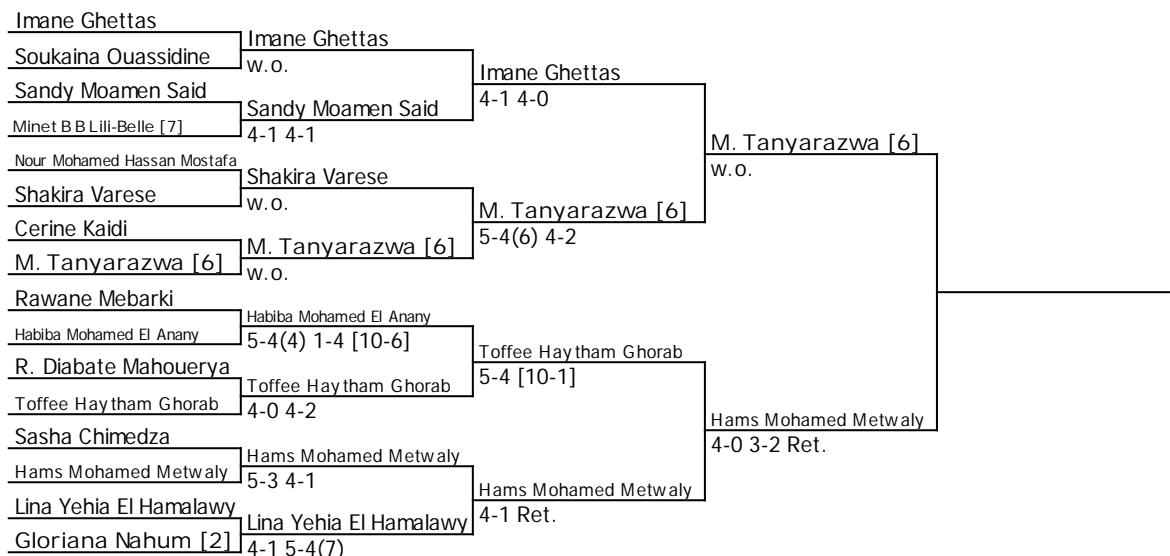 Imane Ghettas
Soukaina Ouassidine
Sandy Moamen Said
Minet B B Lili-Belle [7]
Nour Mohamed Hassan Mostafa
Shakira Varese
Cerine Kaidi
M. Tanyarazwa [6]
Rawane Mebarki
Habiba Mohamed El Anany
R. Diabate Mahouerya
Toffee Haytham Ghorab
Sasha Chimedza
Hams Mohamed Metwaly
Lina Yehia El Hamalawy
Gloriana Nahum [2]
Imane Ghettas
w.o.
Sandy Moamen Said
4-1 4-1
Shakira Varese
w.o.
M. Tanyarazwa [6]
w.o.
Habiba Mohamed El Anany
5-4(4) 1-4 [10-6]
Toffee Haytham Ghorab
4-0 4-2
Hams Mohamed Metwaly
5-3 4-1
Lina Yehia El Hamalawy
4-1 5-4(7)
Imane Ghettas
4-1 4-0
M. Tanyarazwa [6]
5-4(6) 4-2
Toffee Haytham Ghorab
5-4 [10-1]
Hams Mohamed Metwaly
4-1 Ret.
M. Tanyarazwa [6]
w.o.
Hams Mohamed Metwaly
4-0 3-2 Ret.